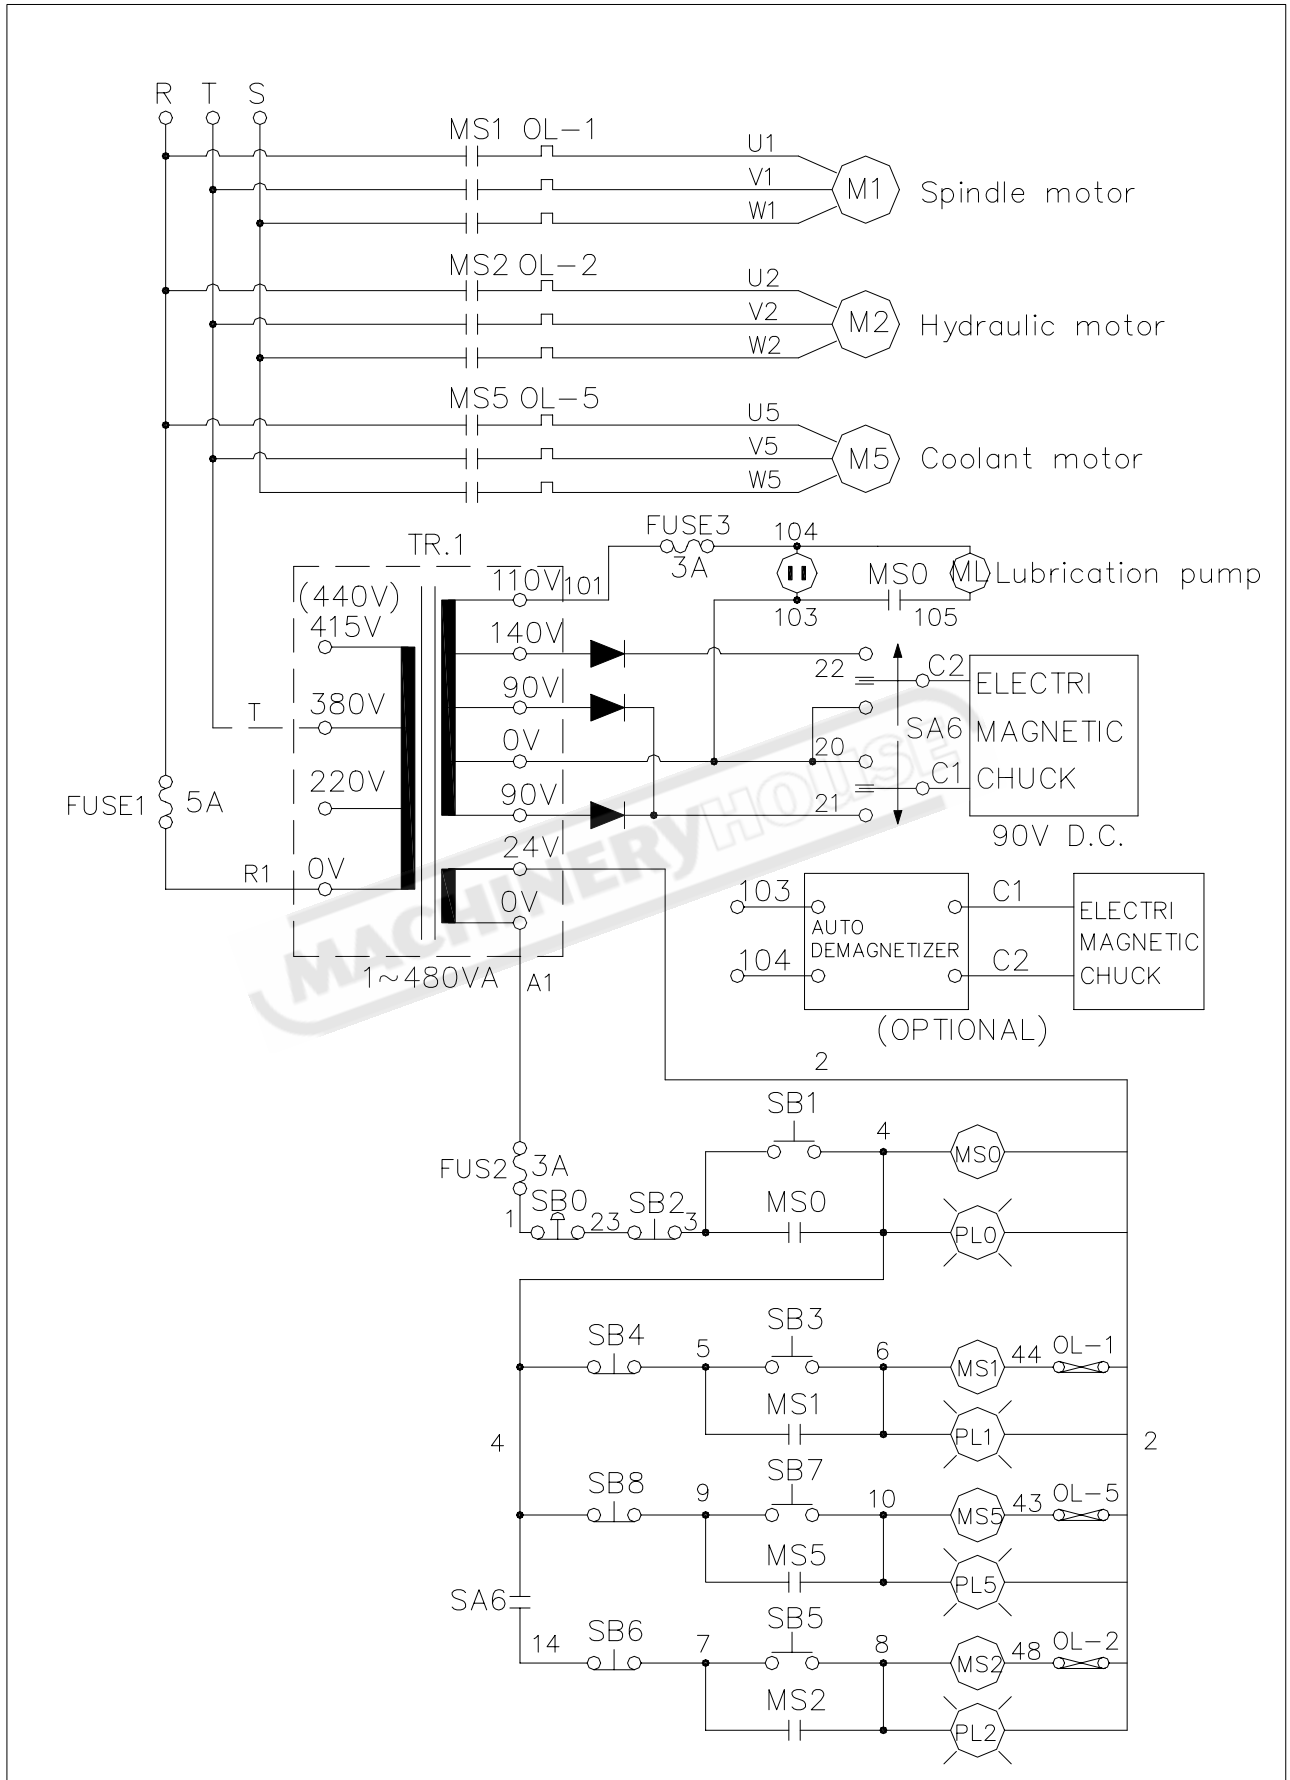 R T S
MS1 OL-1
U1
V1
W1
M1
Spindle motor
MS2 OL-2
U2
V2
W2
M2
Hydraulic motor
MS5 OL-5
U5
V5
W5
M5
Coolant motor
FUSE3
3A
104
TR.1
110V
101
103
MS0
105
ML
Lubrication pump
(440V)
415V
140V
22
C2
ELECTRI
MAGNETIC
CHUCK
T
380V
90V
0V
20
SA6
C1
220V
90V
21
90V D.C.
FUSE1
5A
24V
R1
0V
0V
MACHINERYHOUSE
103
104
AUTO
DEMAGNETIZER
C1
C2
ELECTRI
MAGNETIC
CHUCK
(OPTIONAL)
1~480VA
A1
2
SB1
4
MS0
FUS2
3A
1
SB0
23
SB2
3
MS0
PL0
SB4
5
SB3
6
MS1
44
OL-1
MS1
PL1
4
2
SB8
9
SB7
10
MS5
43
OL-5
MS5
PL5
SA6
14
SB6
7
SB5
8
MS2
48
OL-2
MS2
PL2